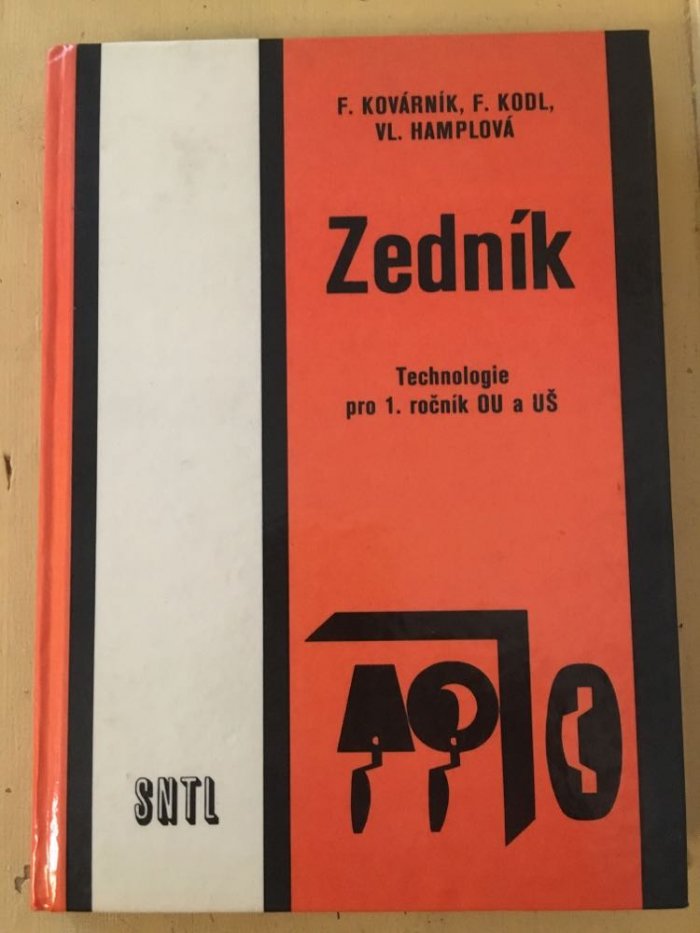 F. KOVÁRNÍK, F. KODL,
VL. HAMPLOVÁ
Zedník
Technologie
pro 1. ročník OU a UŠ
SNTL